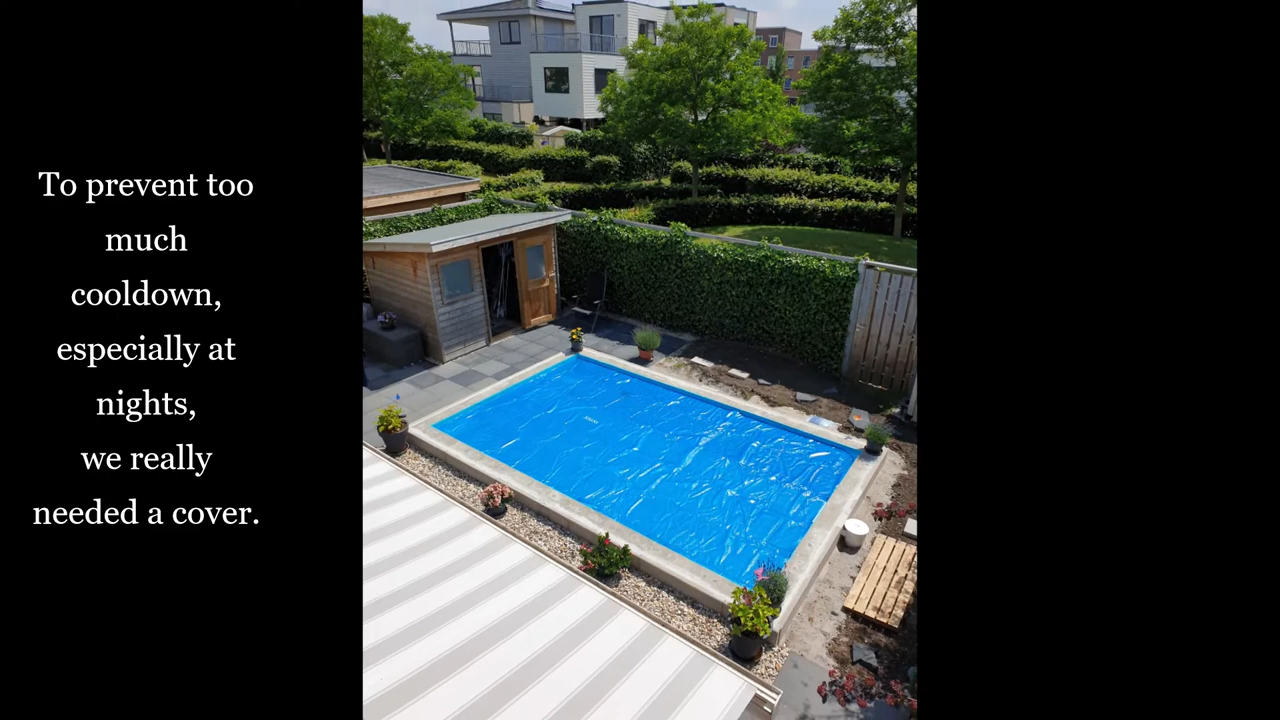 To prevent too
much
cooldown,
especially at
nights,
we really
needed a cover.